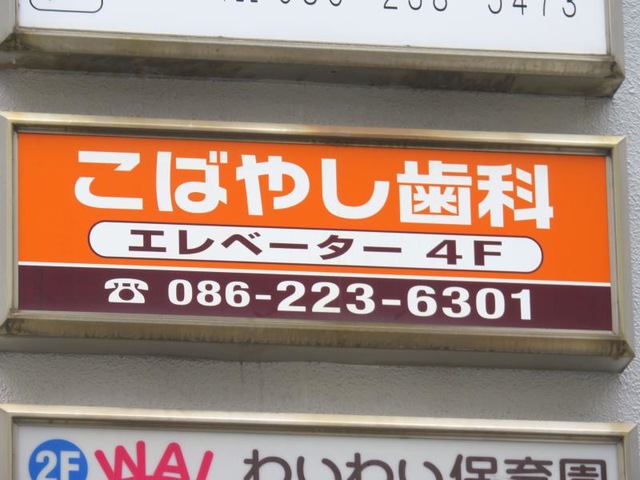 こばやし歯科
エレベーター 4F
☎ 086-223-6301
2F WAI わいわい保育園